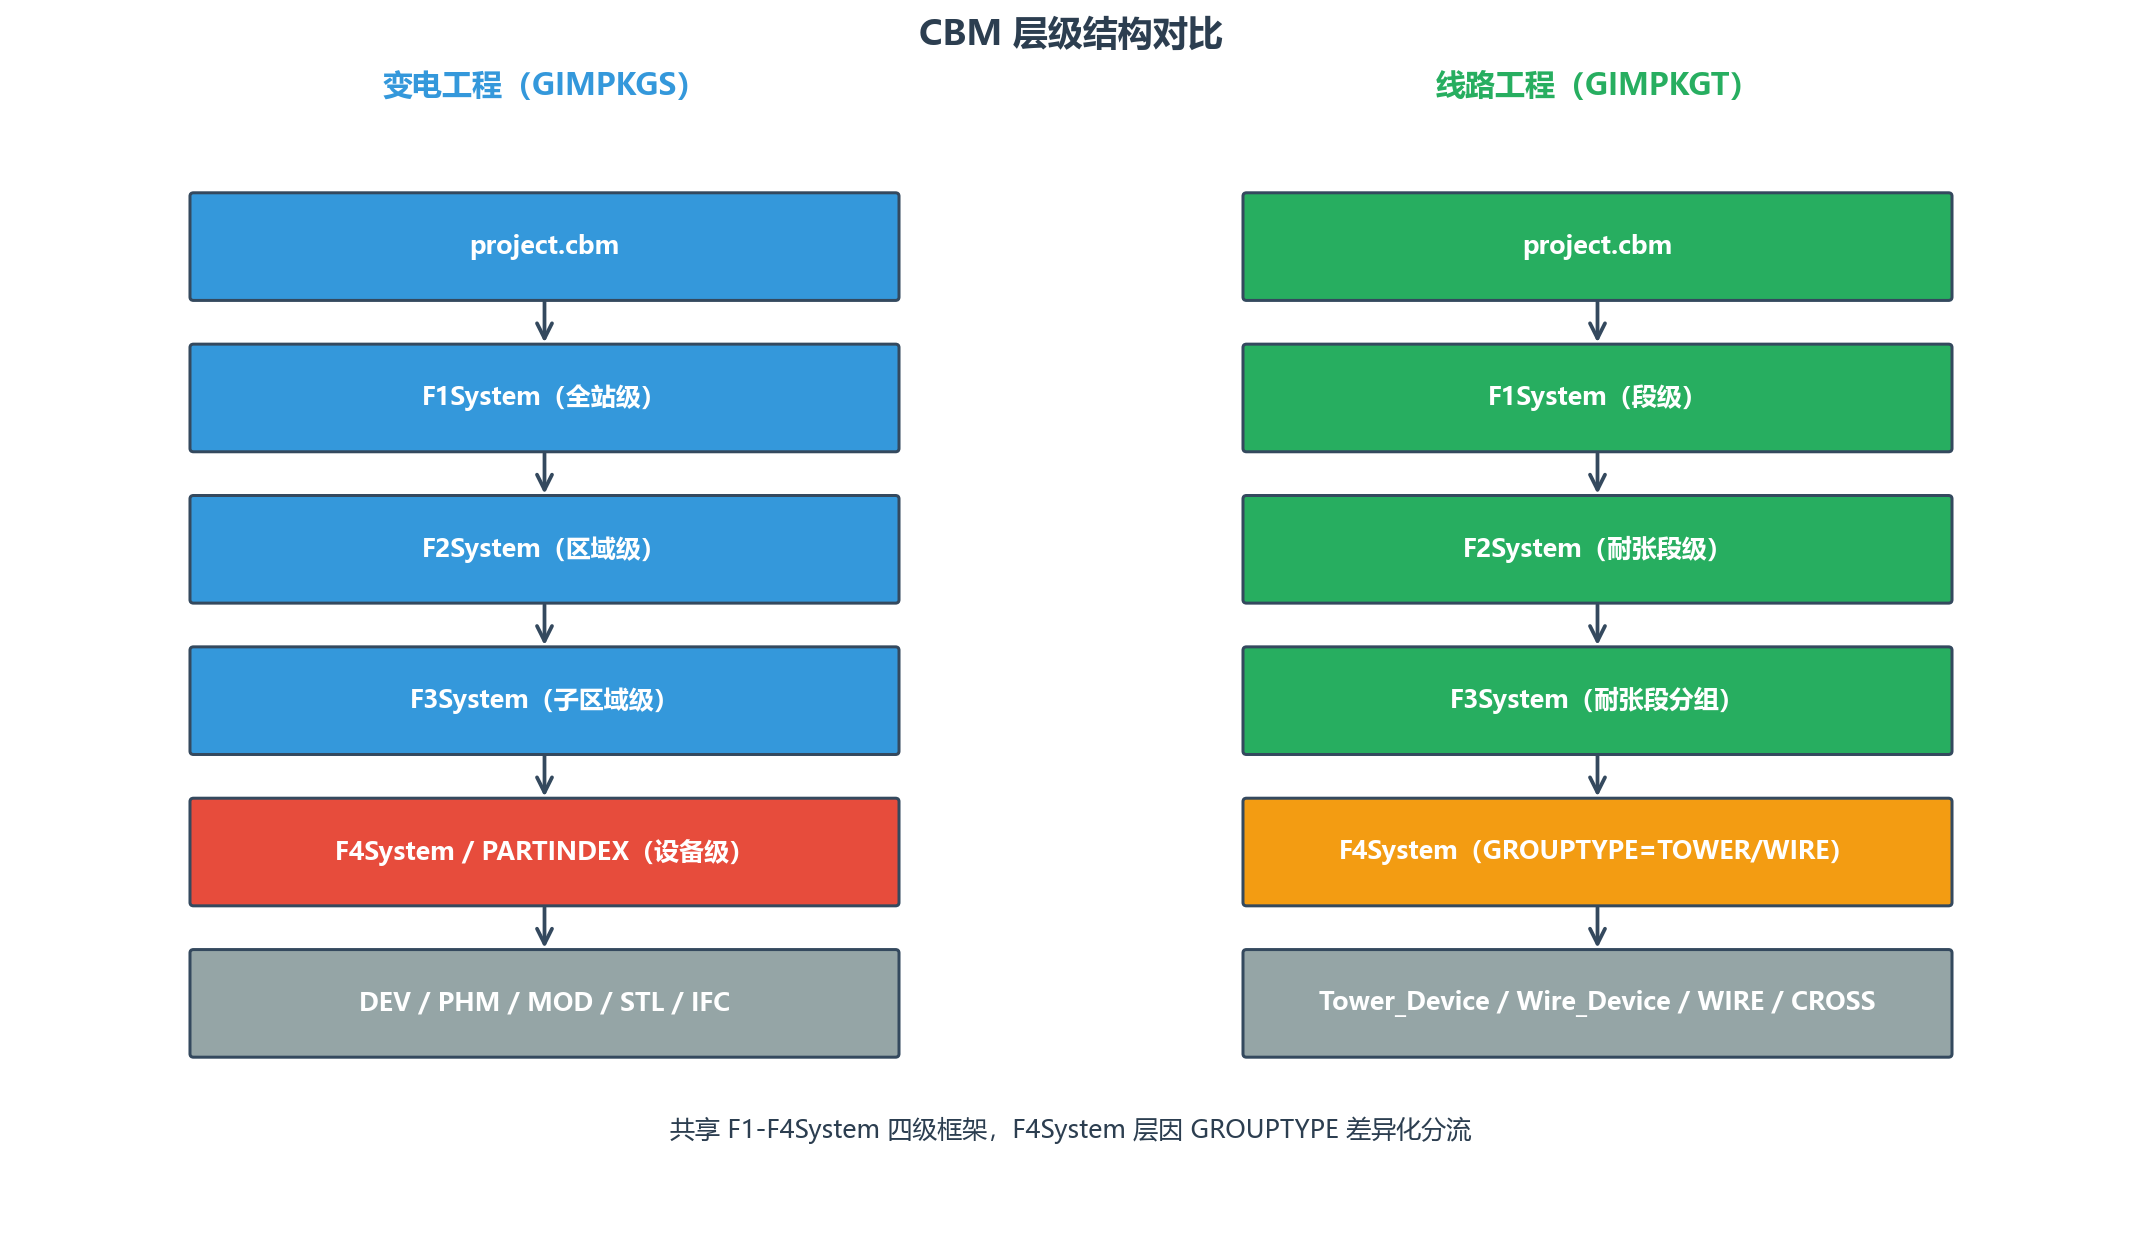 CBM 层级结构对比
变电工程（GIMPKGS）
project.cbm
F1System（全站级）
F2System（区域级）
F3System（子区域级）
F4System / PARTINDEX（设备级）
DEV / PHM / MOD / STL / IFC
线路工程（GIMPKGT）
project.cbm
F1System（段级）
F2System（耐张段级）
F3System（耐张段分组）
F4System（GROUPTYPE=TOWER/WIRE）
Tower_Device / Wire_Device / WIRE / CROSS
共享 F1-F4System 四级框架，F4System 层因 GROUPTYPE 差异化分流